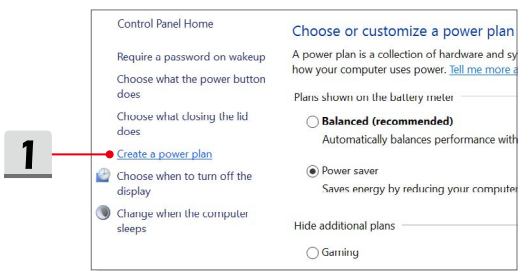 Control Panel Home
Require a password on wakeup
Choose what the power button
does
Choose what closing the lid
does
Create a power plan
Choose when to turn off the
display
Change when the computer
sleeps
1
Choose or customize a power plan
A power plan is a collection of hardware and sy
how your computer uses power. Tell me more a
Plans shown on the battery meter
Balanced (recommended)
Automatically balances performance with
Power saver
Saves energy by reducing your computer
Hide additional plans
Gaming